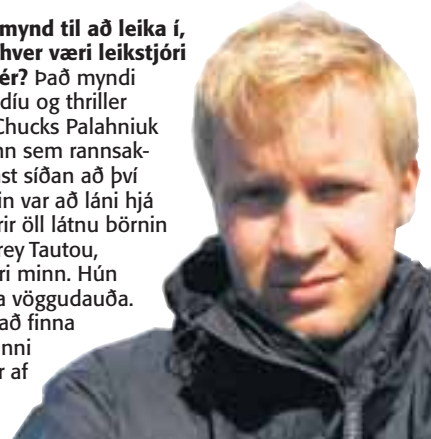 mynd til að leika í,
hver væri leikstjóri
ér? Það myndi
díu og thriller
Chucks Palahniuk
nn sem rannsak-
st síðan að því
in var að láni hjá
rir öll látnu börnin
rey Tautou,
ri minn. Hún
a vöggudauða.
að finna
nni
r af